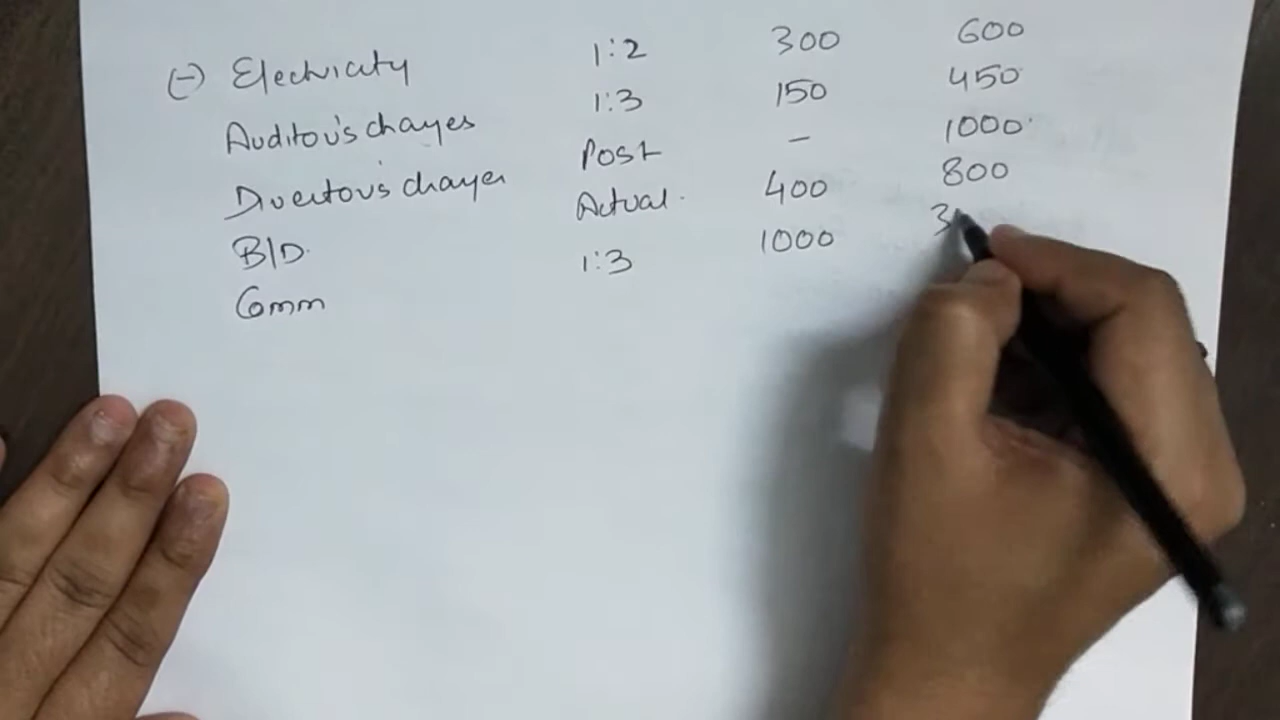 (-) Electricity 1:2 300 600
Auditor's charges 1:3 150 450
Director's charges Post – 1000
B/D. Actual. 400 800
Comm 1:3 1000 3